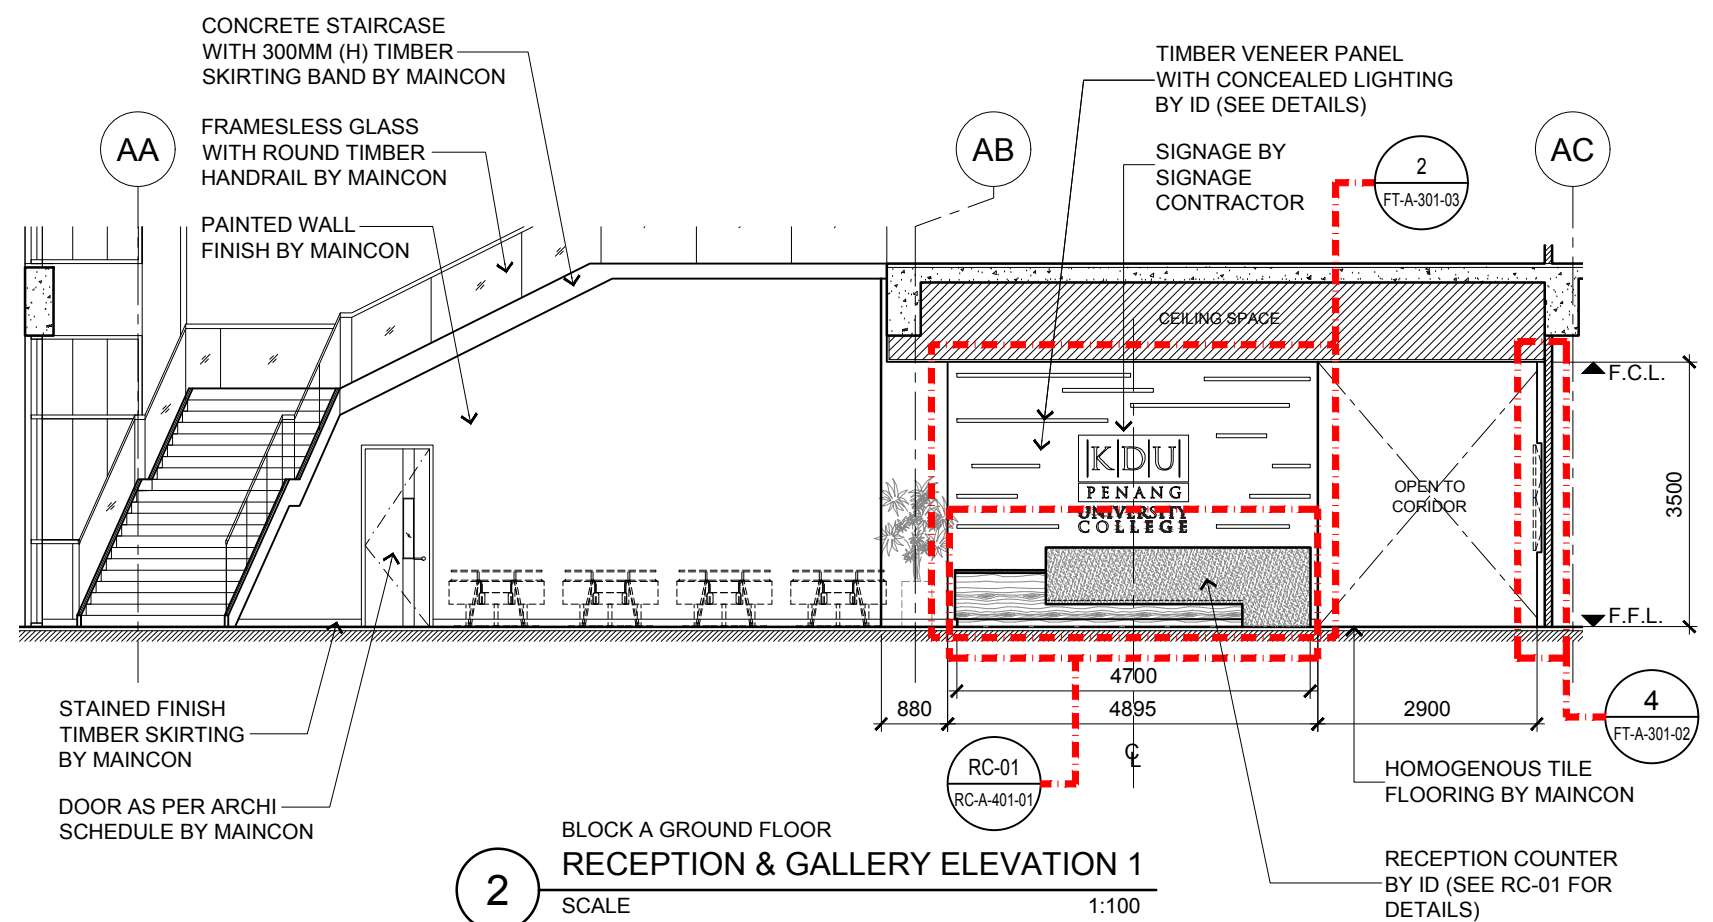 CONCRETE STAIRCASE
WITH 300MM (H) TIMBER
SKIRTING BAND BY MAINCON
FRAMESLESS GLASS
WITH ROUND TIMBER
HANDRAIL BY MAINCON
PAINTED WALL
FINISH BY MAINCON
AA
AB
AC
TIMBER VENEER PANEL
WITH CONCEALED LIGHTING
BY ID (SEE DETAILS)
SIGNAGE BY
SIGNAGE
CONTRACTOR
2
FT-A-301-03
CEILING SPACE
F.C.L.
KDU
PENANG
UNIVERSITY
COLLEGE
OPEN TO
CORIDOR
3500
F.F.L.
4700
880
4895
2900
4
FT-A-301-02
STAINED FINISH
TIMBER SKIRTING
BY MAINCON
DOOR AS PER ARCHI
SCHEDULE BY MAINCON
RC-01
RC-A-401-01
CL
HOMOGENOUS TILE
FLOORING BY MAINCON
RECEPTION COUNTER
BY ID (SEE RC-01 FOR
DETAILS)
BLOCK A GROUND FLOOR
2
RECEPTION & GALLERY ELEVATION 1
SCALE
1:100